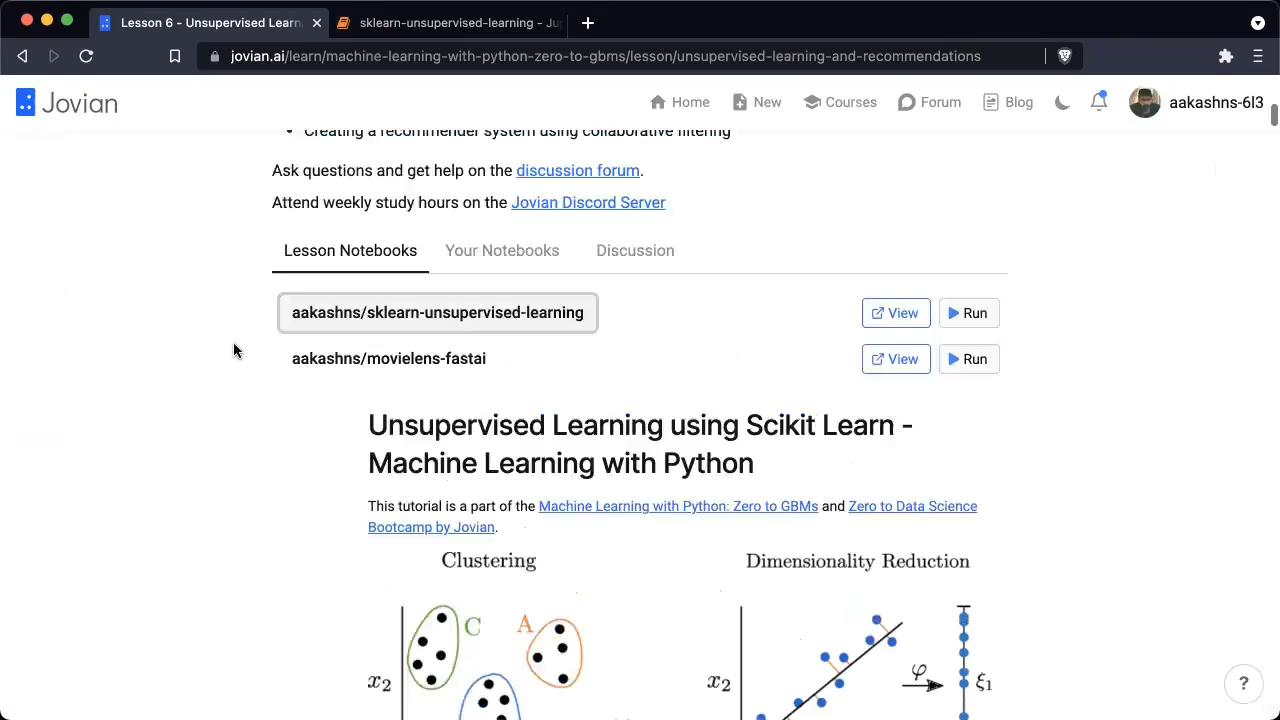 Lesson 6 - Unsupervised Learn
sklearn-unsupervised-learning - Ju
jovian.ai/learn/machine-learning-with-python-zero-to-gbms/lesson/unsupervised-learning-and-recommendations
Jovian
Home
New
Courses
Forum
Blog
aakashns-6l3
Creating a recommender system using collaborative filtering
Ask questions and get help on the discussion forum.
Attend weekly study hours on the Jovian Discord Server
Lesson Notebooks
Your Notebooks
Discussion
aakashns/sklearn-unsupervised-learning
View
Run
aakashns/movielens-fastai
View
Run
Unsupervised Learning using Scikit Learn -
Machine Learning with Python
This tutorial is a part of the Machine Learning with Python: Zero to GBMs and Zero to Data Science
Bootcamp by Jovian.
Clustering
Dimensionality Reduction
C
A
x₂
x₂
φ
ξ₁
?